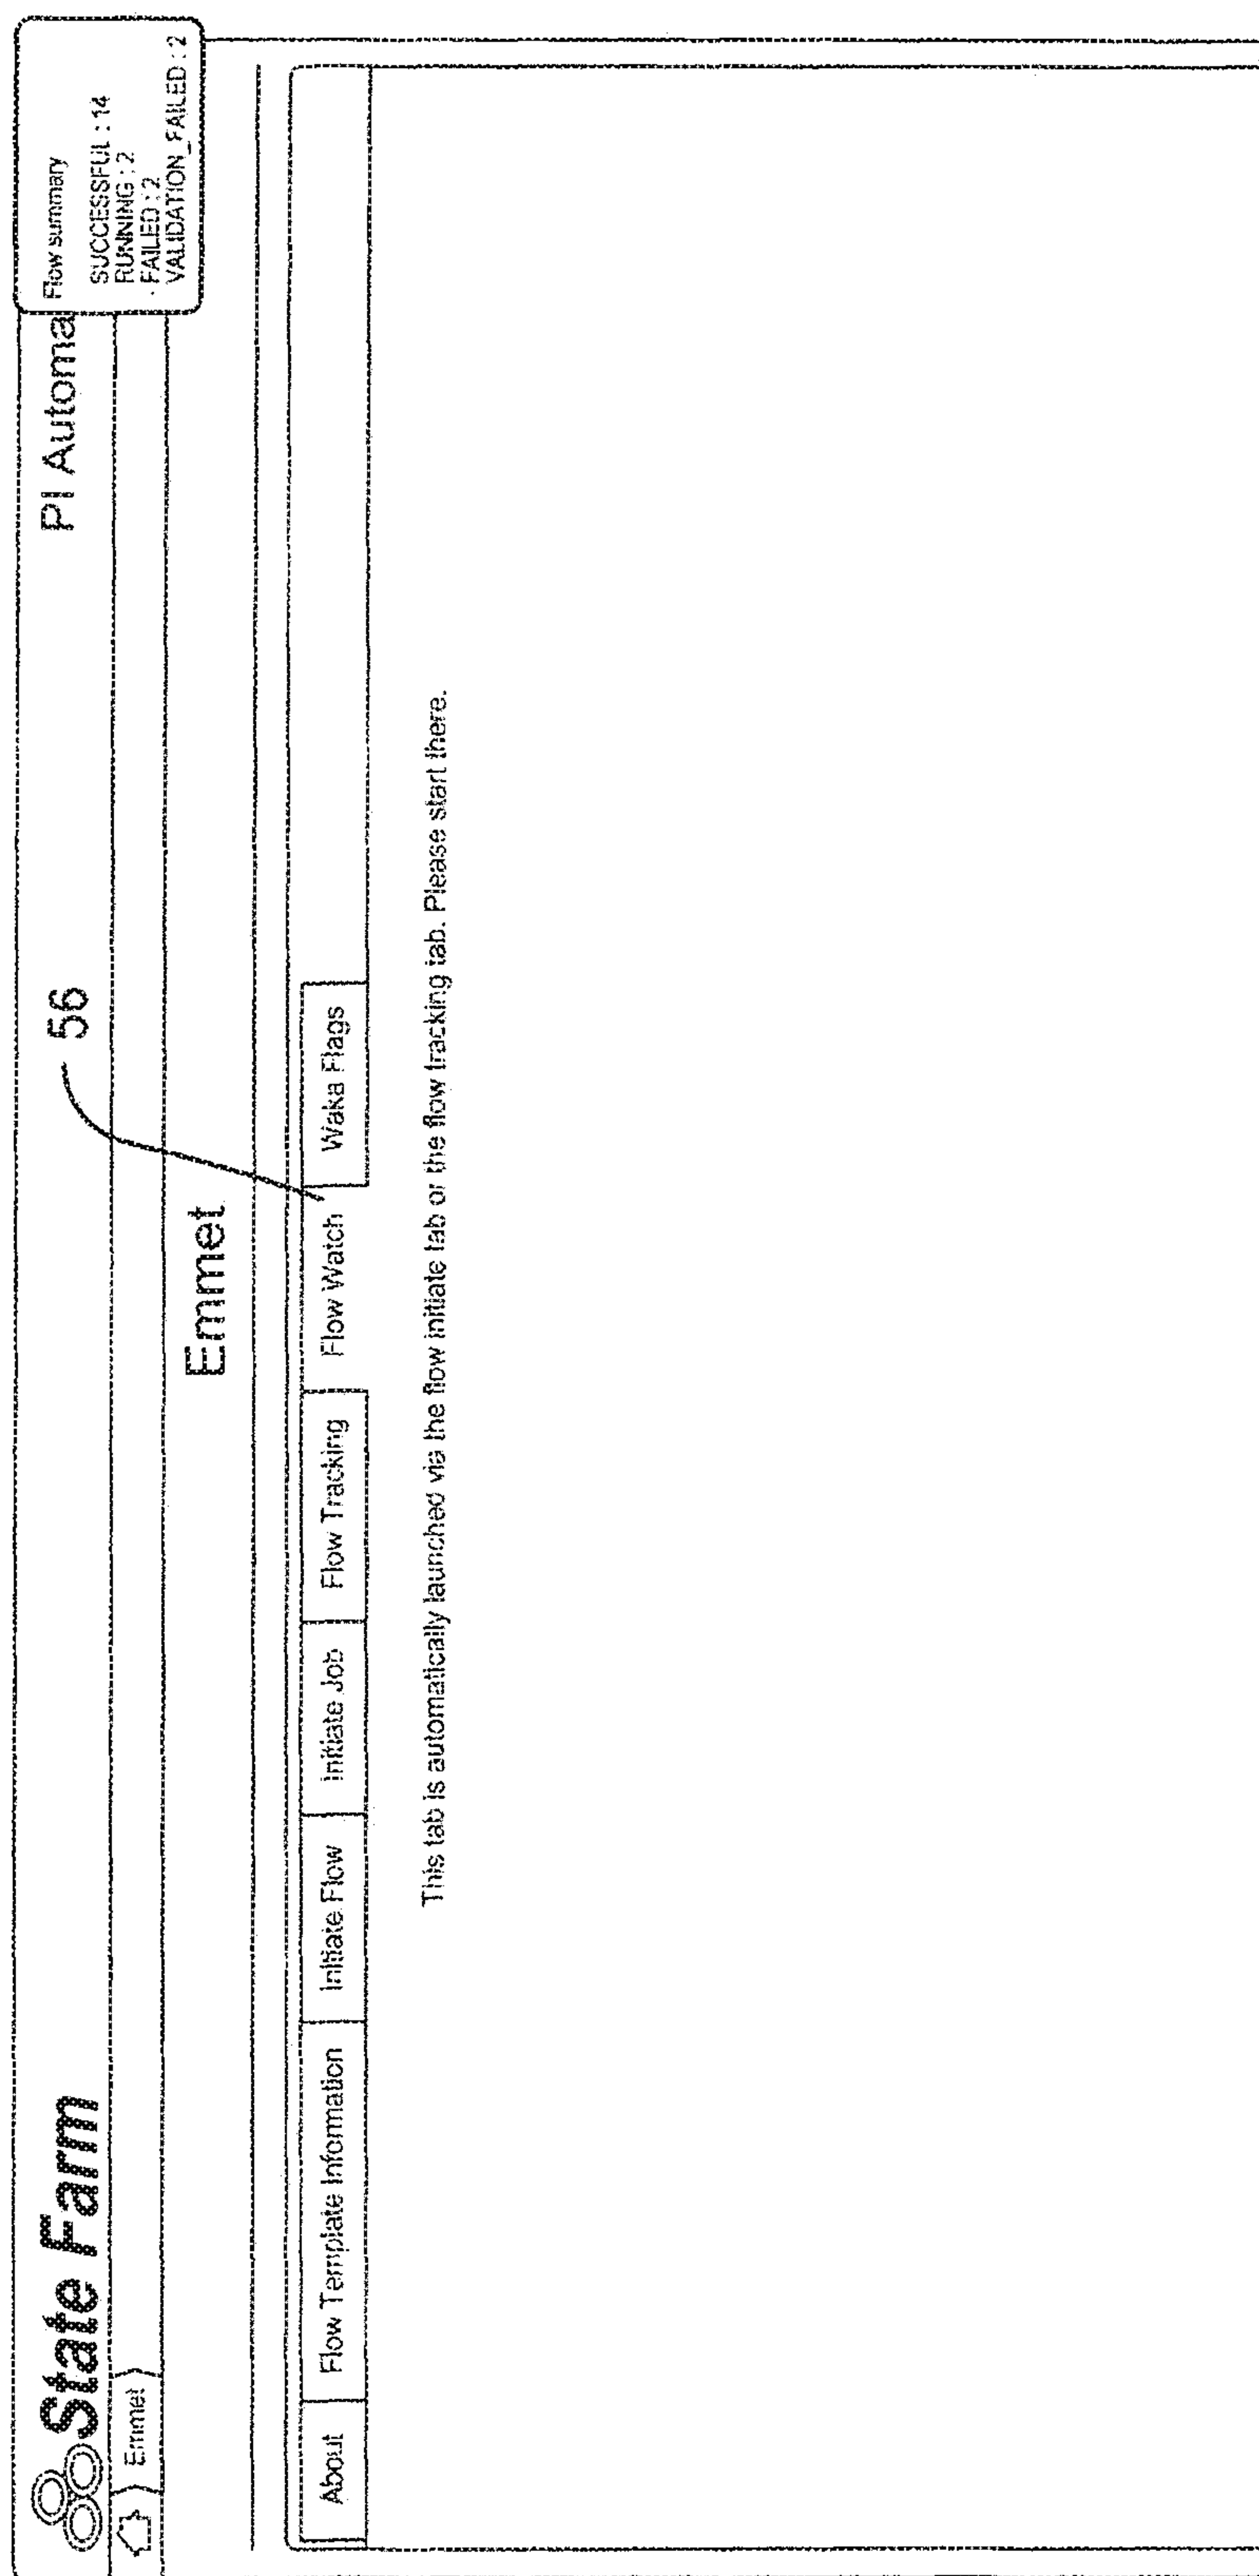 State Farm
PI Automa
Flow summary
SUCCESSFUL : 14
RUNNING : 2
FAILED : 2
VALIDATION_FAILED : 2
56
Emmet
Emmet
About
Flow Template Information
Initiate Flow
Initiate Job
Flow Tracking
Flow Watch
Waka Flags
This tab is automatically launched via the flow initiate tab or the flow tracking tab. Please start there.